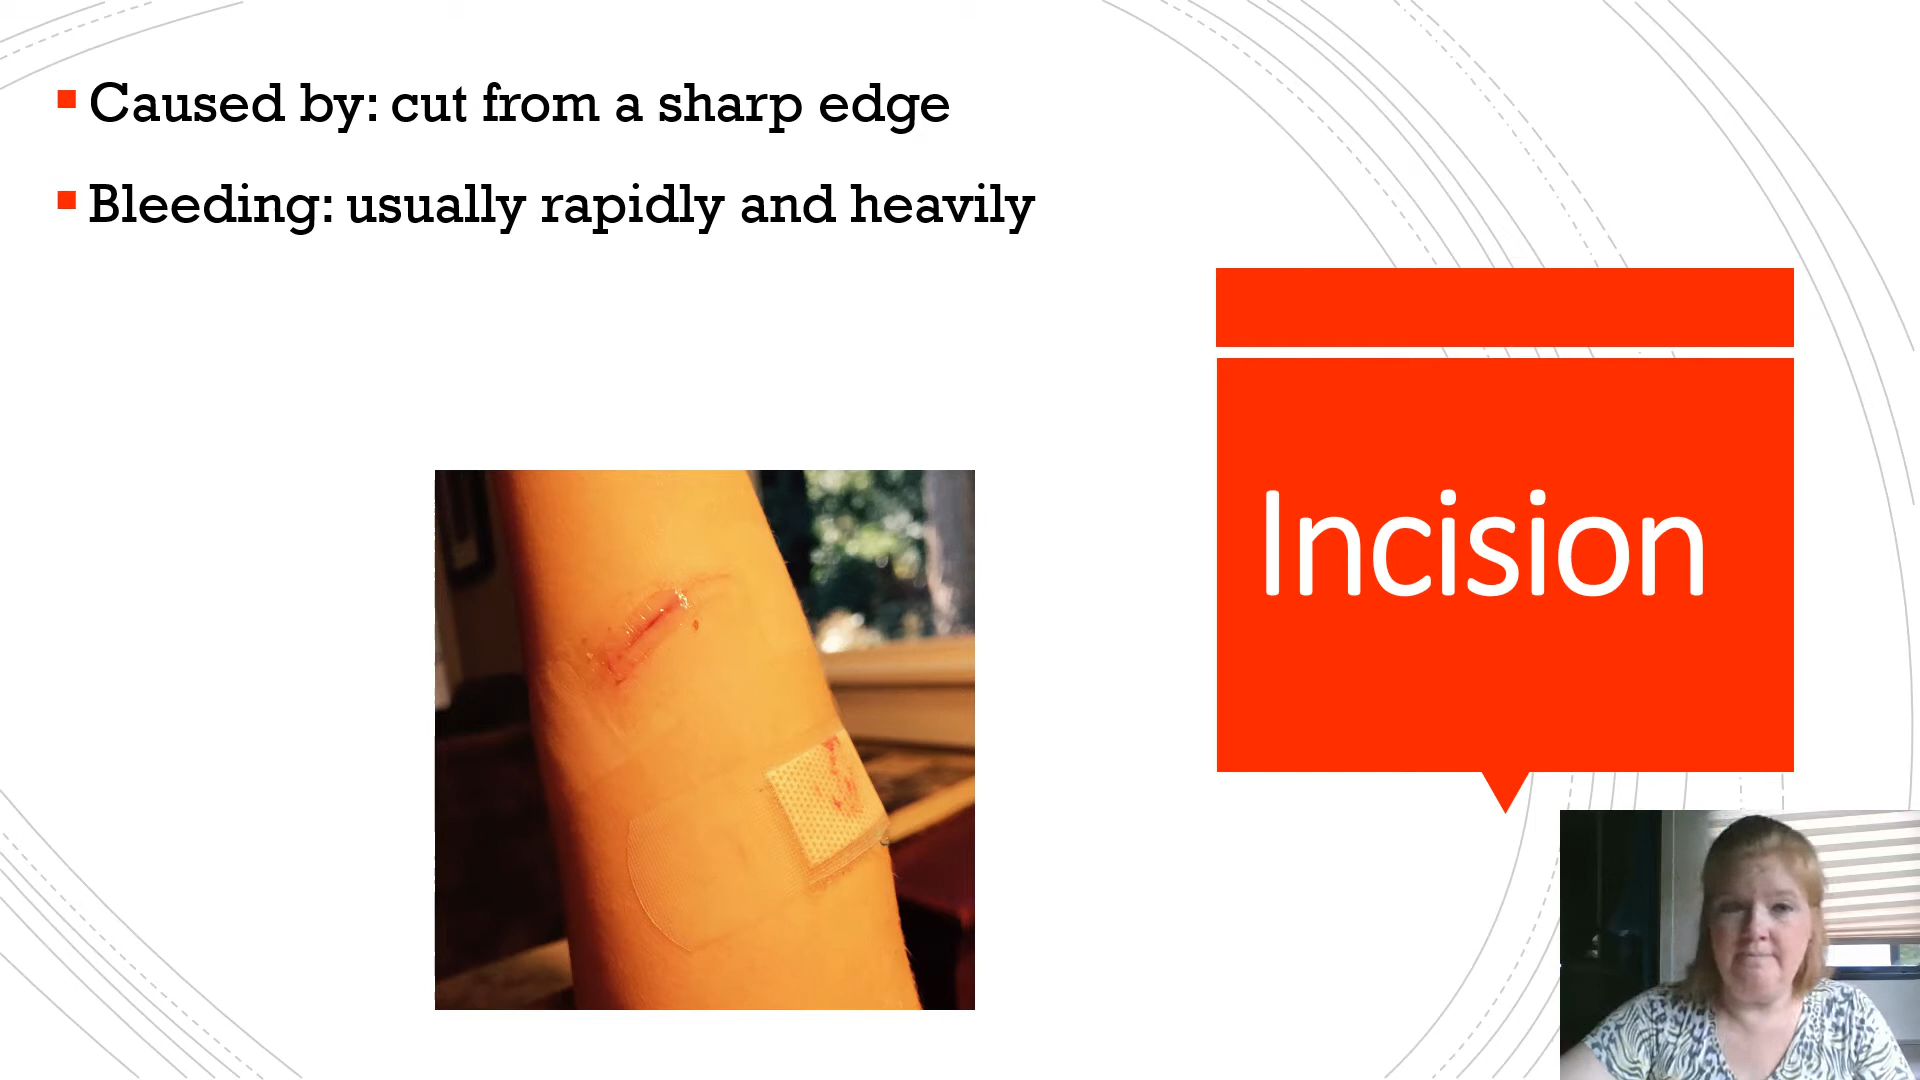 Caused by: cut from a sharp edge
Bleeding: usually rapidly and heavily
Incision